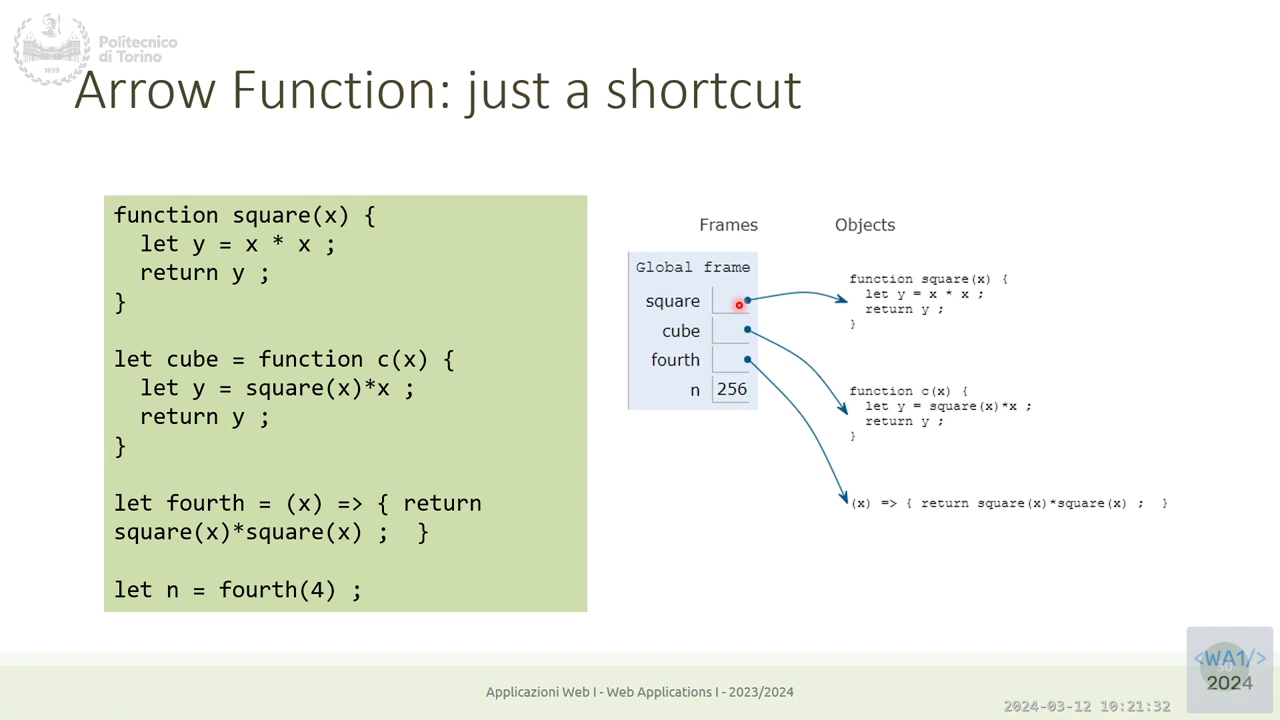 Politecnico
di Torino
1859
Arrow Function: just a shortcut
function square(x) {
  let y = x * x ;
  return y ;
}
let cube = function c(x) {
  let y = square(x)*x ;
  return y ;
}
let fourth = (x) => { return
square(x)*square(x) ;  }
let n = fourth(4) ;
Frames
Objects
Global frame
square
cube
fourth
n 256
function square(x) {
  let y = x * x ;
  return y ;
}
function c(x) {
  let y = square(x)*x ;
  return y ;
}
(x) => { return square(x)*square(x) ;  }
Applicazioni Web I - Web Applications I - 2023/2024
2024-03-12 10:21:32
<WA1/>
30
2024